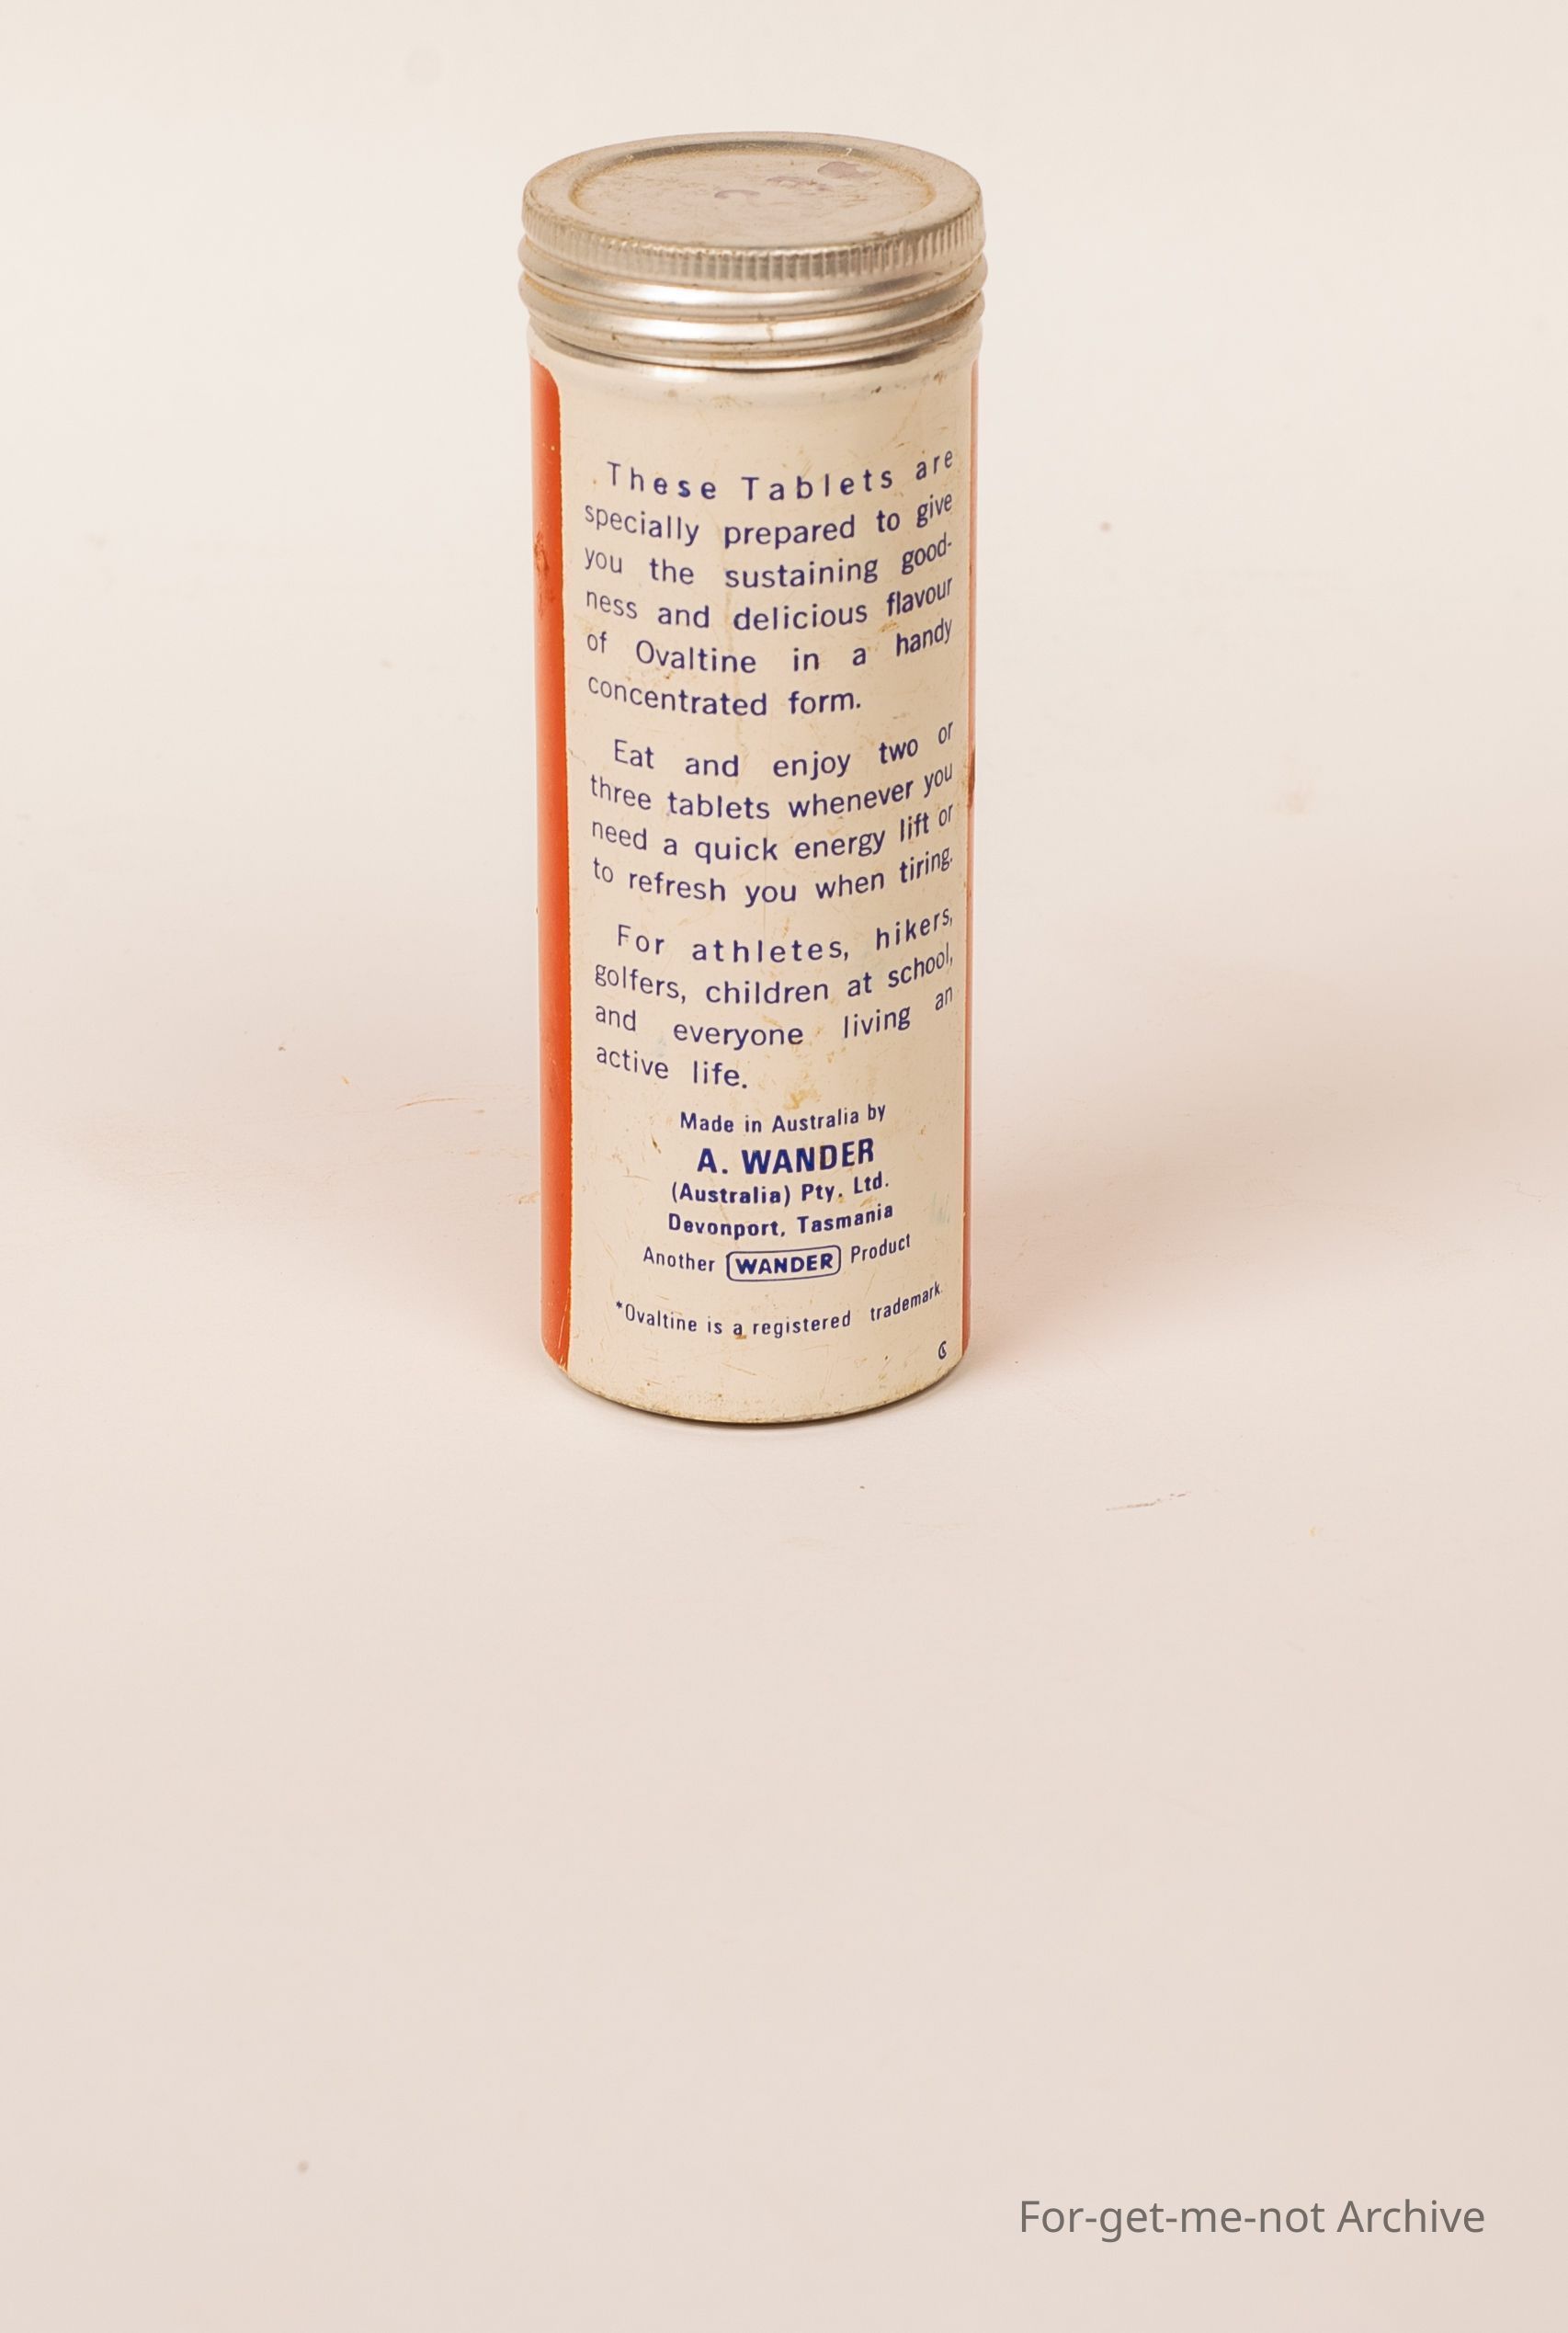 These Tablets are
specially prepared to give
you the sustaining good-
ness and delicious flavour
of Ovaltine in a handy
concentrated form.
Eat and enjoy two or
three tablets whenever you
need a quick energy lift or
to refresh you when tiring.
For athletes, hikers,
golfers, children at school,
and everyone living an
active life.
Made in Australia by
A. WANDER
(Australia) Pty. Ltd.
Devonport, Tasmania
Another WANDER Product
*Ovaltine is a registered trademark.
For-get-me-not Archive